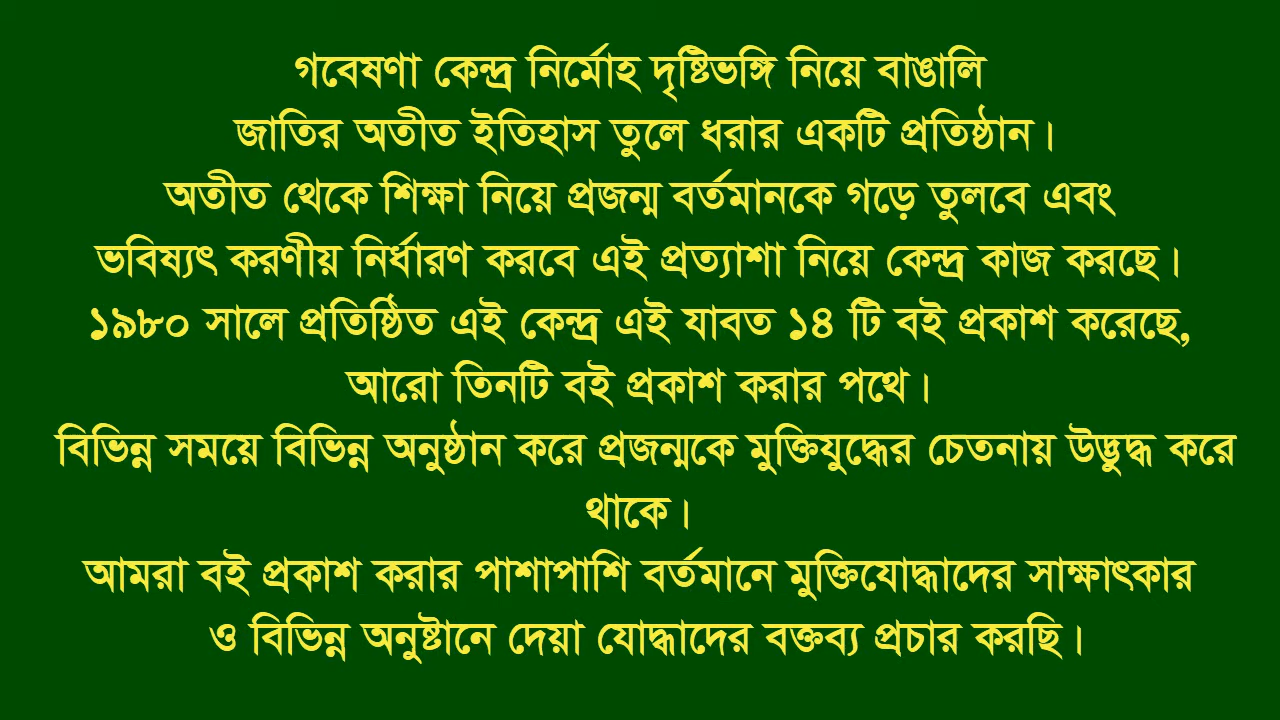 গবেষণা কেন্দ্র নির্মোহ দৃষ্টিভঙ্গি নিয়ে বাঙালি
জাতির অতীত ইতিহাস তুলে ধরার একটি প্রতিষ্ঠান।
অতীত থেকে শিক্ষা নিয়ে প্রজন্ম বর্তমানকে গড়ে তুলবে এবং
ভবিষ্যৎ করণীয় নির্ধারণ করবে এই প্রত্যাশা নিয়ে কেন্দ্র কাজ করছে।
১৯৮০ সালে প্রতিষ্ঠিত এই কেন্দ্র এই যাবত ১৪ টি বই প্রকাশ করেছে,
আরো তিনটি বই প্রকাশ করার পথে।
বিভিন্ন সময়ে বিভিন্ন অনুষ্ঠান করে প্রজন্মকে মুক্তিযুদ্ধের চেতনায় উদ্ভুদ্ধ করে
থাকে।
আমরা বই প্রকাশ করার পাশাপাশি বর্তমানে মুক্তিযোদ্ধাদের সাক্ষাৎকার
ও বিভিন্ন অনুষ্টানে দেয়া যোদ্ধাদের বক্তব্য প্রচার করছি।